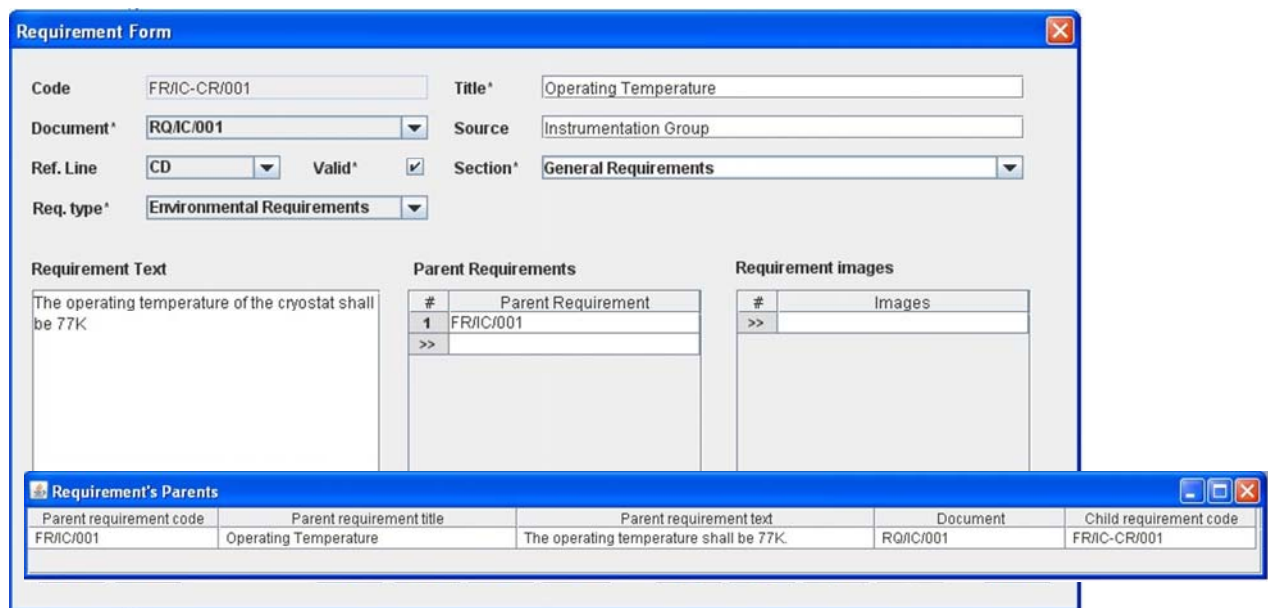 Requirement Form
Code FR/IC-CR/001 Title* Operating Temperature
Document* RQ/IC/001 Source Instrumentation Group
Ref. Line CD Valid* Section* General Requirements
Req. type* Environmental Requirements
Requirement Text Parent Requirements Requirement images
The operating temperature of the cryostat shall
be 77K
# Parent Requirement
1 FR/IC/001
>>
# Images
>>
Requirement's Parents
Parent requirement code Parent requirement title Parent requirement text Document Child requirement code
FR/IC/001 Operating Temperature The operating temperature shall be 77K. RQ/IC/001 FR/IC-CR/001